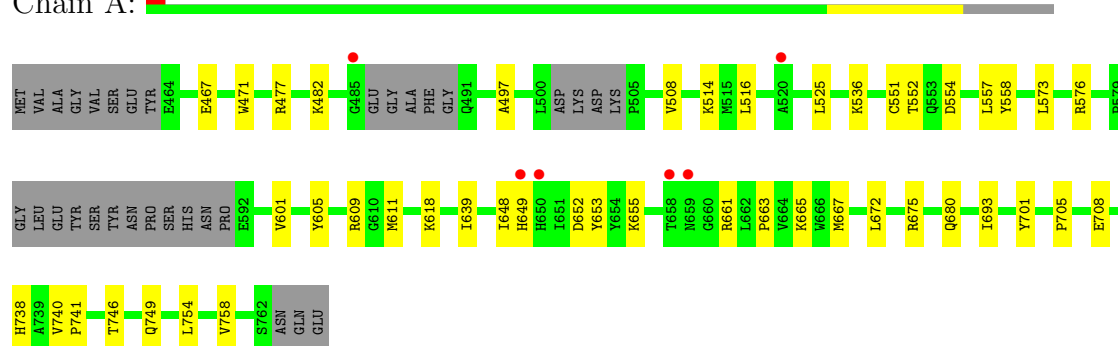 Chain A:
MET VAL ALA GLY VAL SER GLU TYR E464 E467 W471 R477 K482 G485 GLU GLY ALA PHE GLY Q491 A497 L500 ASP LYS ASP LYS P505 V508 K514 M515 L516 A520 L525 K536 C551 T552 Q553 D554 L557 Y558 L573 R576
GLY LEU GLU TYR SER TYR ASN PRO SER HIS ASN PRO E592 V601 Y605 R609 G610 M611 K618 I639 I648 H649 H650 I651 D652 Y653 Y654 K655 T658 N659 G660 R661 L662 P663 V664 K665 W666 M667 L672 R675 Q680 I693 Y701 P705 E708
H738 A739 V740 P741 T746 Q749 L754 V758 S762 ASN GLN GLU